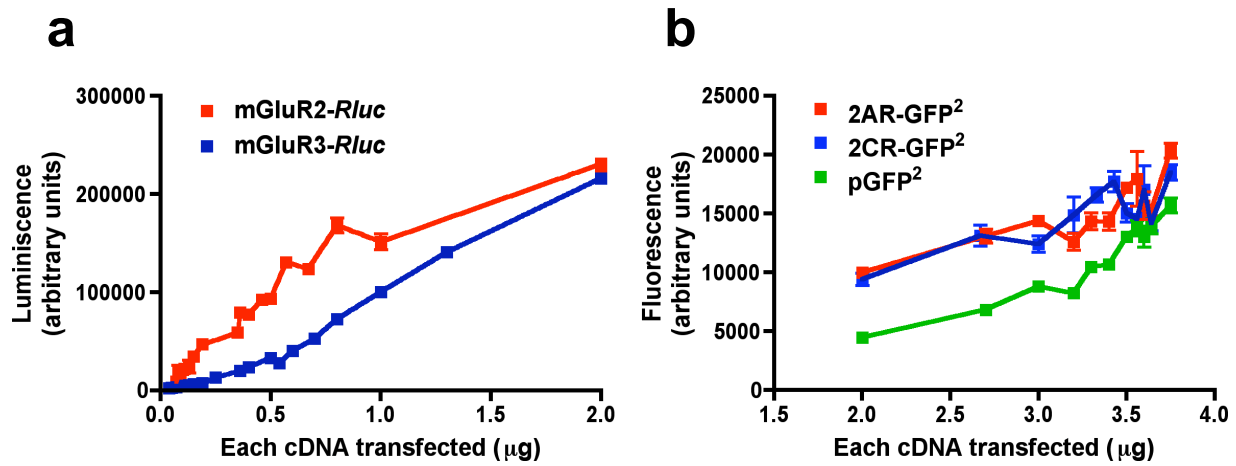 a
300000
200000
100000
0
Luminiscence
(arbitrary units)
mGluR2-Rluc
mGluR3-Rluc
0.0 0.5 1.0 1.5 2.0
Each cDNA transfected (μg)
b
25000
20000
15000
10000
5000
0
Fluorescence
(arbitrary units)
2AR-GFP²
2CR-GFP²
pGFP²
1.5 2.0 2.5 3.0 3.5 4.0
Each cDNA transfected (μg)